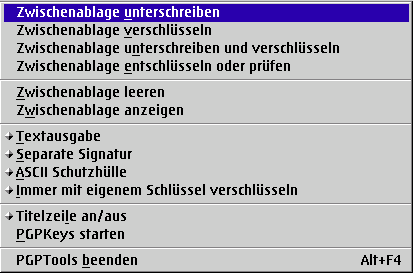 Zwischenablage unterschreiben
Zwischenablage verschlüsseln
Zwischenablage unterschreiben und verschlüsseln
Zwischenablage entschlüsseln oder prüfen
Zwischenablage leeren
Zwischenablage anzeigen
Textausgabe
Separate Signatur
ASCII Schutzhülle
Immer mit eigenem Schlüssel verschlüsseln
Titelzeile an/aus
PGPKeys starten
PGPTools beenden Alt+F4